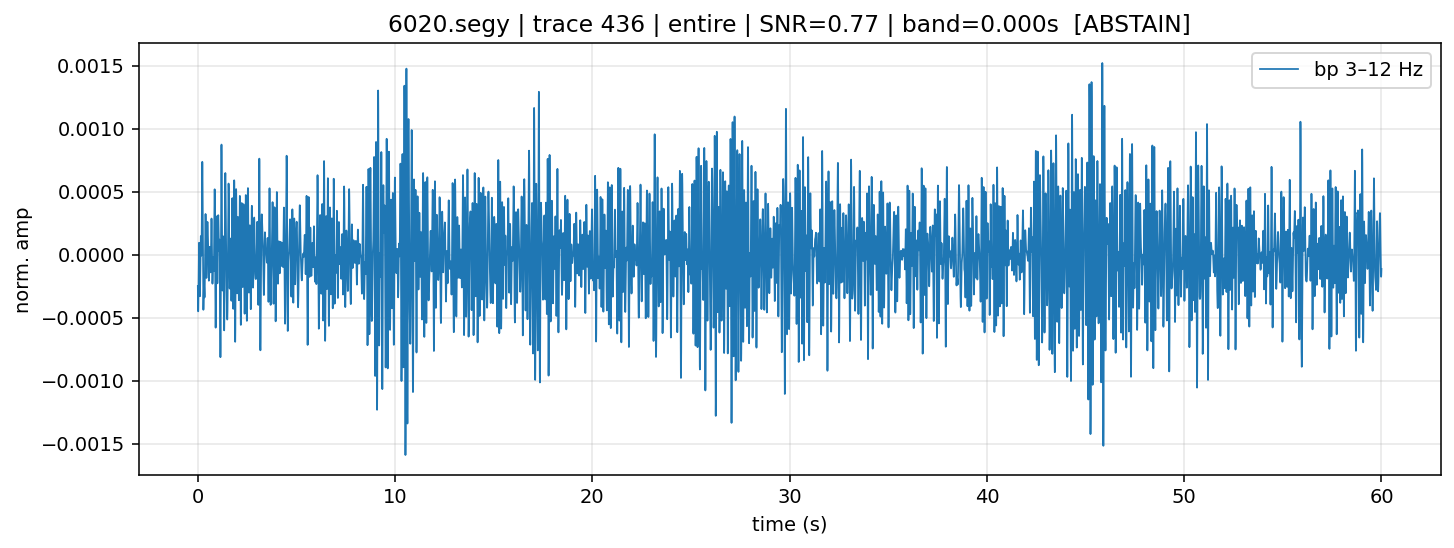 6020.segy | trace 436 | entire | SNR=0.77 | band=0.000s  [ABSTAIN]
bp 3–12 Hz
norm. amp
0.0015
0.0010
0.0005
0.0000
−0.0005
−0.0010
−0.0015
0 10 20 30 40 50 60
time (s)